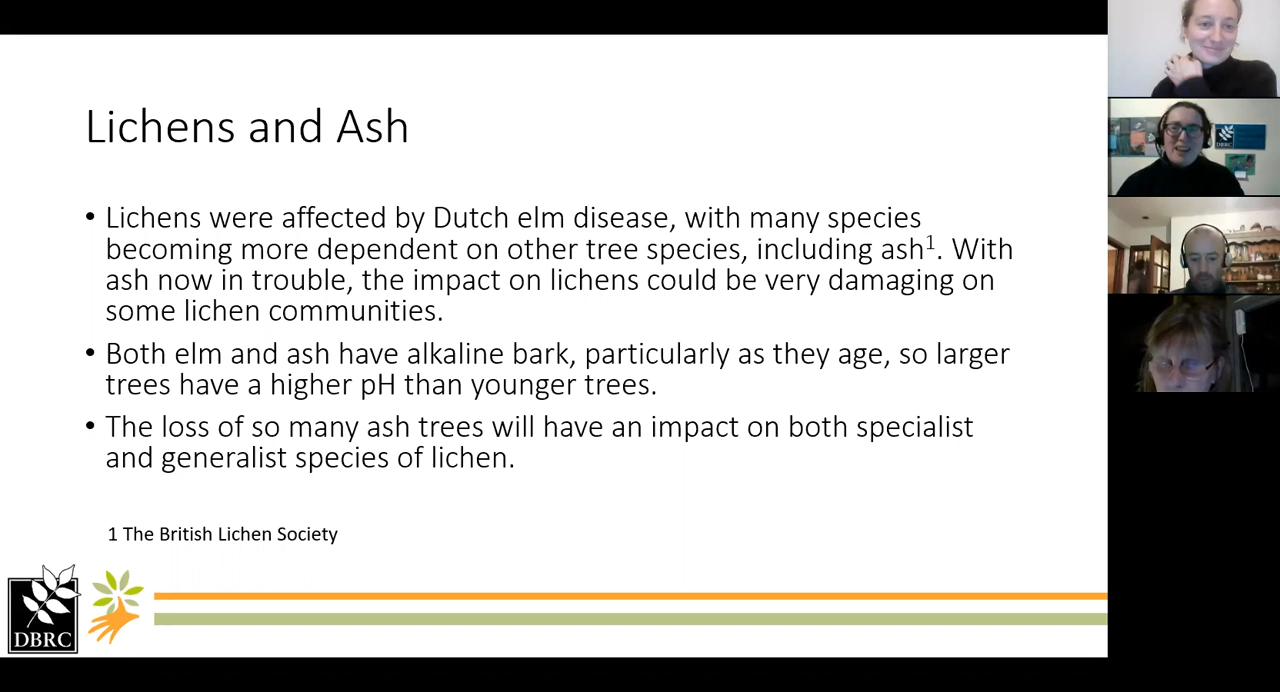 Lichens and Ash
• Lichens were affected by Dutch elm disease, with many species
becoming more dependent on other tree species, including ash¹. With
ash now in trouble, the impact on lichens could be very damaging on
some lichen communities.
• Both elm and ash have alkaline bark, particularly as they age, so larger
trees have a higher pH than younger trees.
• The loss of so many ash trees will have an impact on both specialist
and generalist species of lichen.
1 The British Lichen Society
DBRC
DBRC